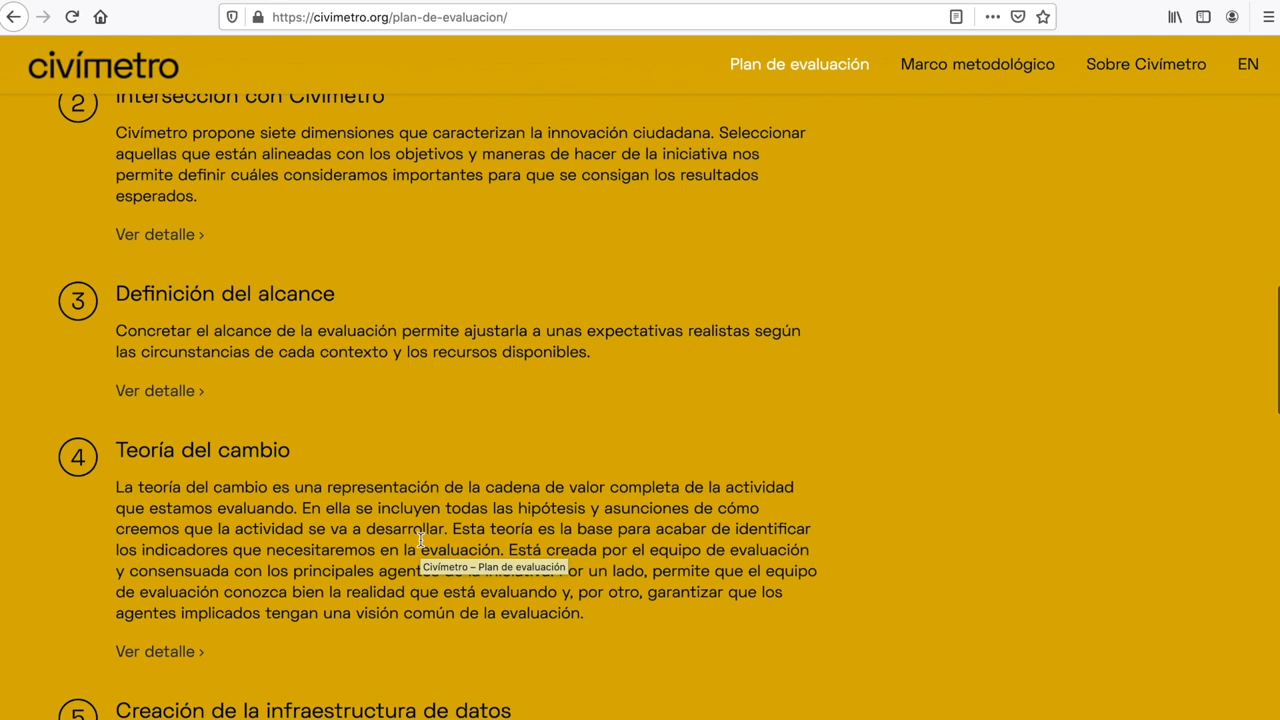 https://civimetro.org/plan-de-evaluacion/
civímetro
Plan de evaluación
Marco metodológico
Sobre Civímetro
EN
2
Intersección con Civímetro
Civímetro propone siete dimensiones que caracterizan la innovación ciudadana. Seleccionar
aquellas que están alineadas con los objetivos y maneras de hacer de la iniciativa nos
permite definir cuáles consideramos importantes para que se consigan los resultados
esperados.
Ver detalle ›
3
Definición del alcance
Concretar el alcance de la evaluación permite ajustarla a unas expectativas realistas según
las circunstancias de cada contexto y los recursos disponibles.
Ver detalle ›
4
Teoría del cambio
La teoría del cambio es una representación de la cadena de valor completa de la actividad
que estamos evaluando. En ella se incluyen todas las hipótesis y asunciones de cómo
creemos que la actividad se va a desarrollar. Esta teoría es la base para acabar de identificar
los indicadores que necesitaremos en la evaluación. Está creada por el equipo de evaluación
y consensuada con los principales agentes de la iniciativa. Por un lado, permite que el equipo
Civímetro – Plan de evaluación
de evaluación conozca bien la realidad que está evaluando y, por otro, garantizar que los
agentes implicados tengan una visión común de la evaluación.
Ver detalle ›
5
Creación de la infraestructura de datos